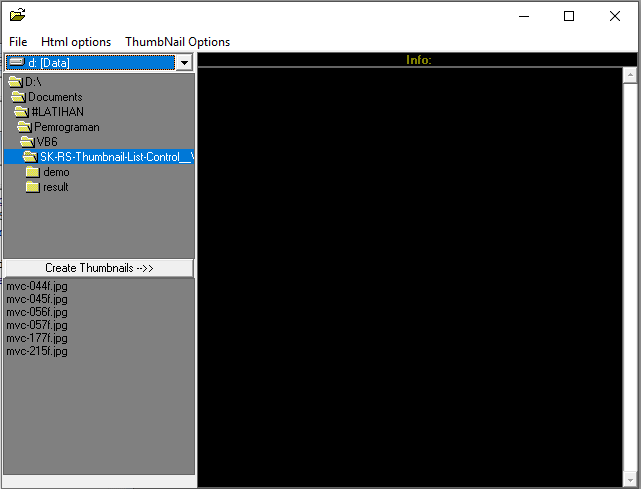 File Html options ThumbNail Options
d: [Data]
Info:
D:\
Documents
#LATIHAN
Pemrograman
VB6
SK-RS-Thumbnail-List-Control__
demo
result
Create Thumbnails -->>
mvc-044f.jpg
mvc-045f.jpg
mvc-056f.jpg
mvc-057f.jpg
mvc-177f.jpg
mvc-215f.jpg